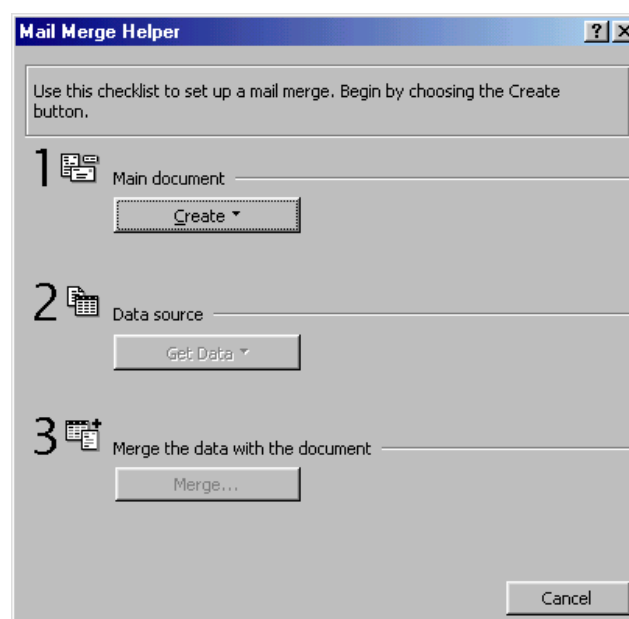 Mail Merge Helper
Use this checklist to set up a mail merge. Begin by choosing the Create
button.
1 Main document
Create
2 Data source
Get Data
3 Merge the data with the document
Merge...
Cancel